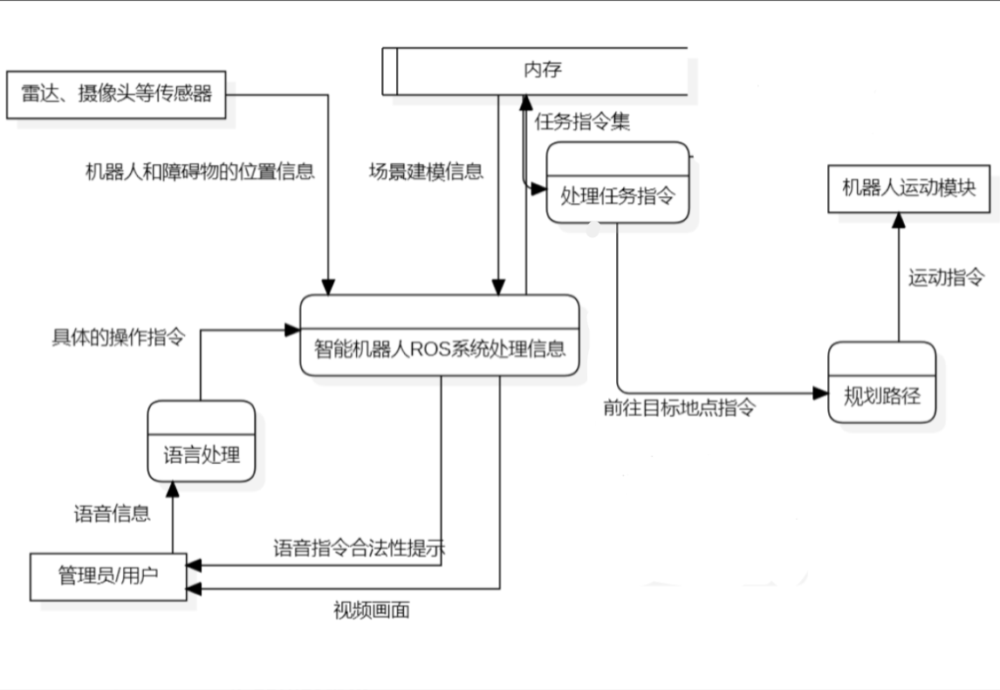 内存
雷达、摄像头等传感器
任务指令集
机器人和障碍物的位置信息
场景建模信息
处理任务指令
机器人运动模块
运动指令
具体的操作指令
智能机器人ROS系统处理信息
规划路径
前往目标地点指令
语言处理
语音信息
语音指令合法性提示
管理员/用户
视频画面